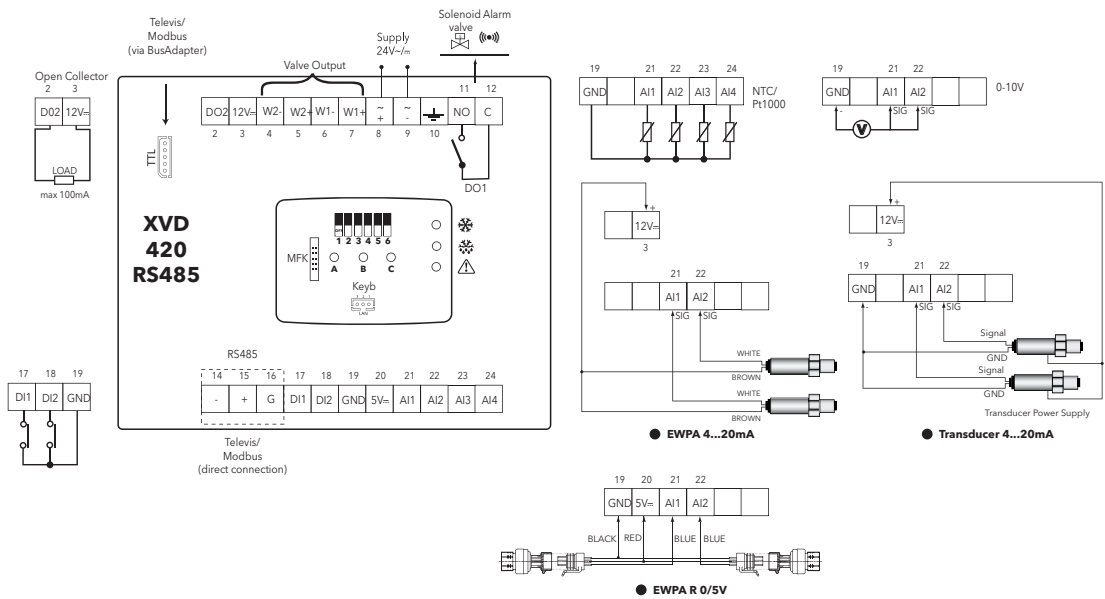 Televis/
Modbus
(via BusAdapter)
Solenoid Alarm
valve
Supply
24V~/⎓
Valve Output
11 12
DO2 12V⎓ W2- W2+ W1- W1+ ~ + ~ - NO C
2 3 4 5 6 7 8 9 10
DO1
TTL
Open Collector
2 3
D02 12V⎓
LOAD
max 100mA
XVD
420
RS485
OFF
1 2 3 4 5 6
MFK
A B C
Keyb
LAN
RS485
14 15 16 17 18 19 20 21 22 23 24
- + G DI1 DI2 GND 5V⎓ AI1 AI2 AI3 AI4
Televis/
Modbus
(direct connection)
17 18 19
DI1 DI2 GND
19 21 22 23 24
GND AI1 AI2 AI3 AI4
NTC/
Pt1000
19 21 22
GND AI1 AI2
0-10V
- SIG SIG
V
+
12V⎓
3
21 22
AI1 AI2
SIG
WHITE
BROWN
WHITE
BROWN
● EWPA 4...20mA
+
12V⎓
3
19 21 22
GND AI1 AI2
- SIG SIG
Signal
GND
Signal
GND
Transducer Power Supply
● Transducer 4...20mA
19 20 21 22
GND 5V⎓ AI1 AI2
BLACK RED BLUE BLUE
● EWPA R 0/5V